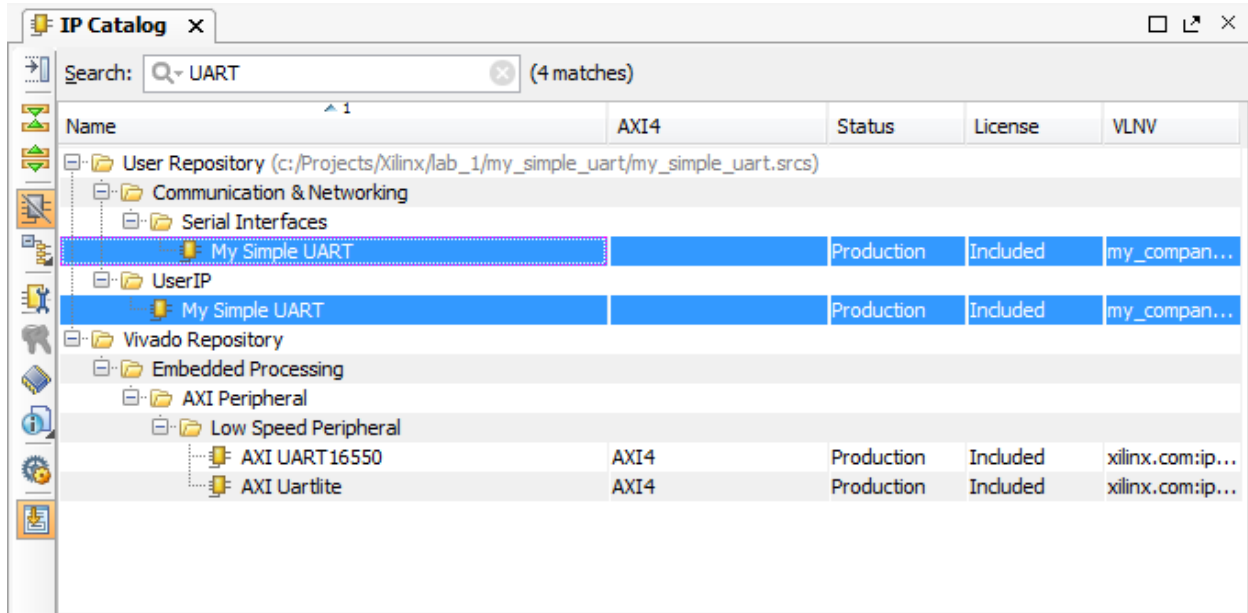 IP Catalog
Search: UART (4 matches)
Name 1 AXI4 Status License VLNV
User Repository (c:/Projects/Xilinx/lab_1/my_simple_uart/my_simple_uart.srcs)
Communication & Networking
Serial Interfaces
My Simple UART Production Included my_compan...
UserIP
My Simple UART Production Included my_compan...
Vivado Repository
Embedded Processing
AXI Peripheral
Low Speed Peripheral
AXI UART16550 AXI4 Production Included xilinx.com:ip...
AXI Uartlite AXI4 Production Included xilinx.com:ip...